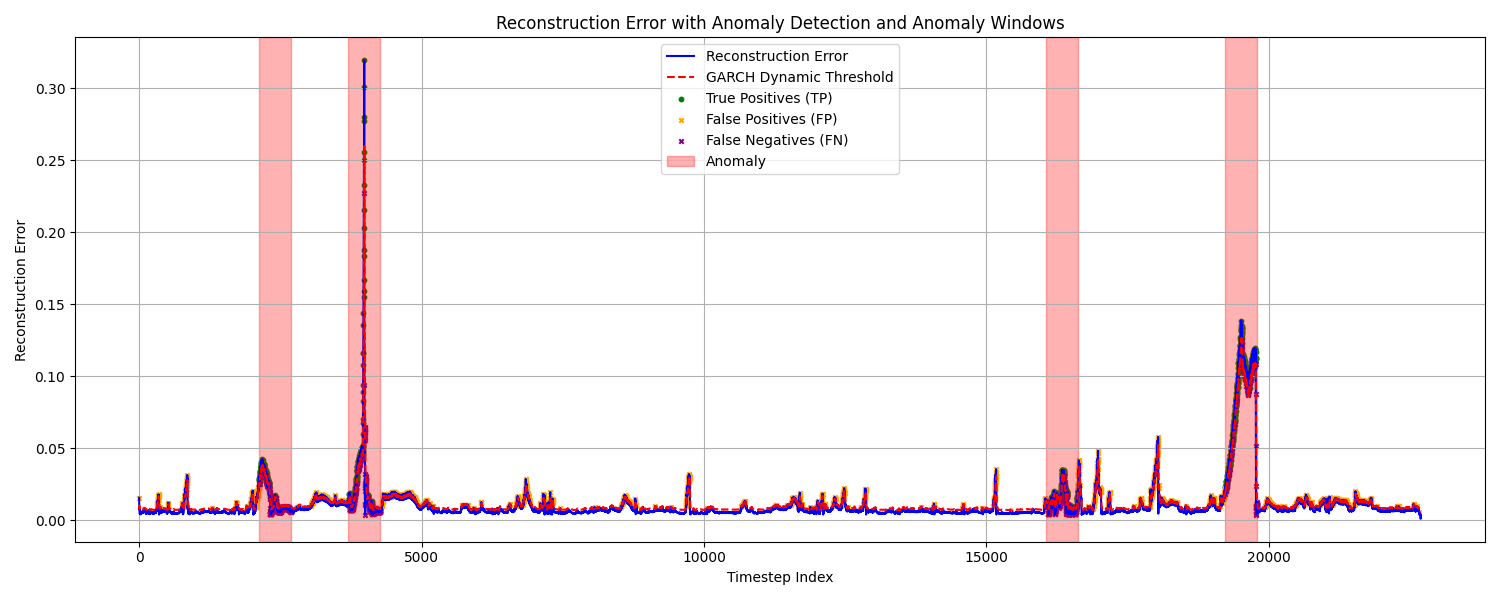 Reconstruction Error with Anomaly Detection and Anomaly Windows
Reconstruction Error
GARCH Dynamic Threshold
True Positives (TP)
False Positives (FP)
False Negatives (FN)
Anomaly
Reconstruction Error
0.30
0.25
0.20
0.15
0.10
0.05
0.00
0
5000
10000
15000
20000
Timestep Index